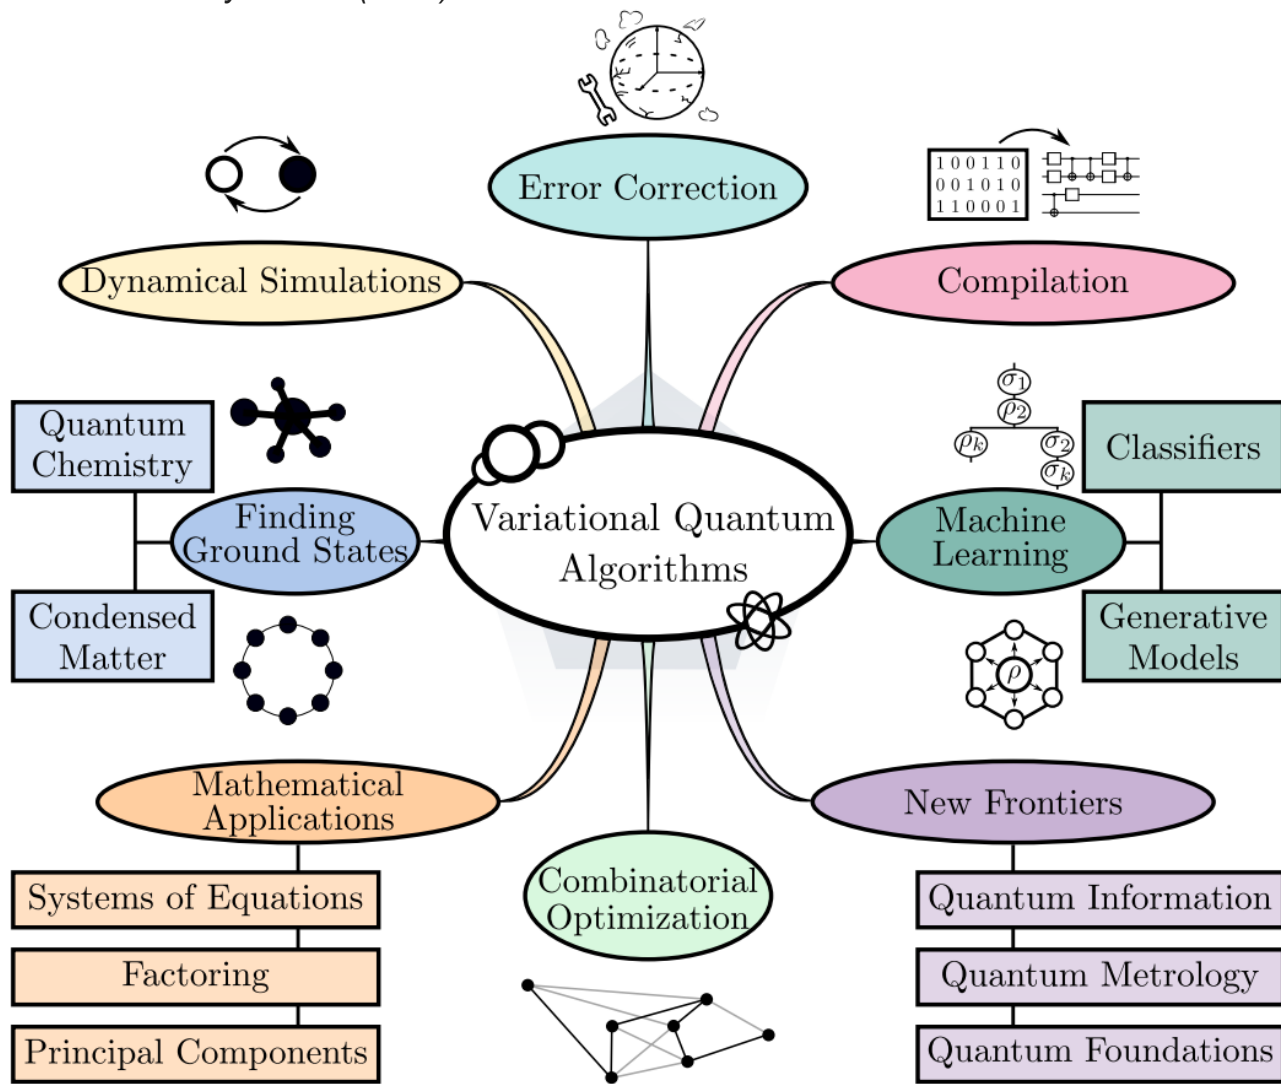 Error Correction
1 0 0 1 1 0
0 0 1 0 1 0
1 1 0 0 0 1
Dynamical Simulations
Compilation
σ1
ρ2
ρk
σ2
σk
Quantum
Chemistry
Classifiers
Finding
Ground States
Variational Quantum
Algorithms
Machine
Learning
Condensed
Matter
Generative
Models
ρ
Mathematical
Applications
New Frontiers
Combinatorial
Optimization
Systems of Equations
Factoring
Principal Components
Quantum Information
Quantum Metrology
Quantum Foundations